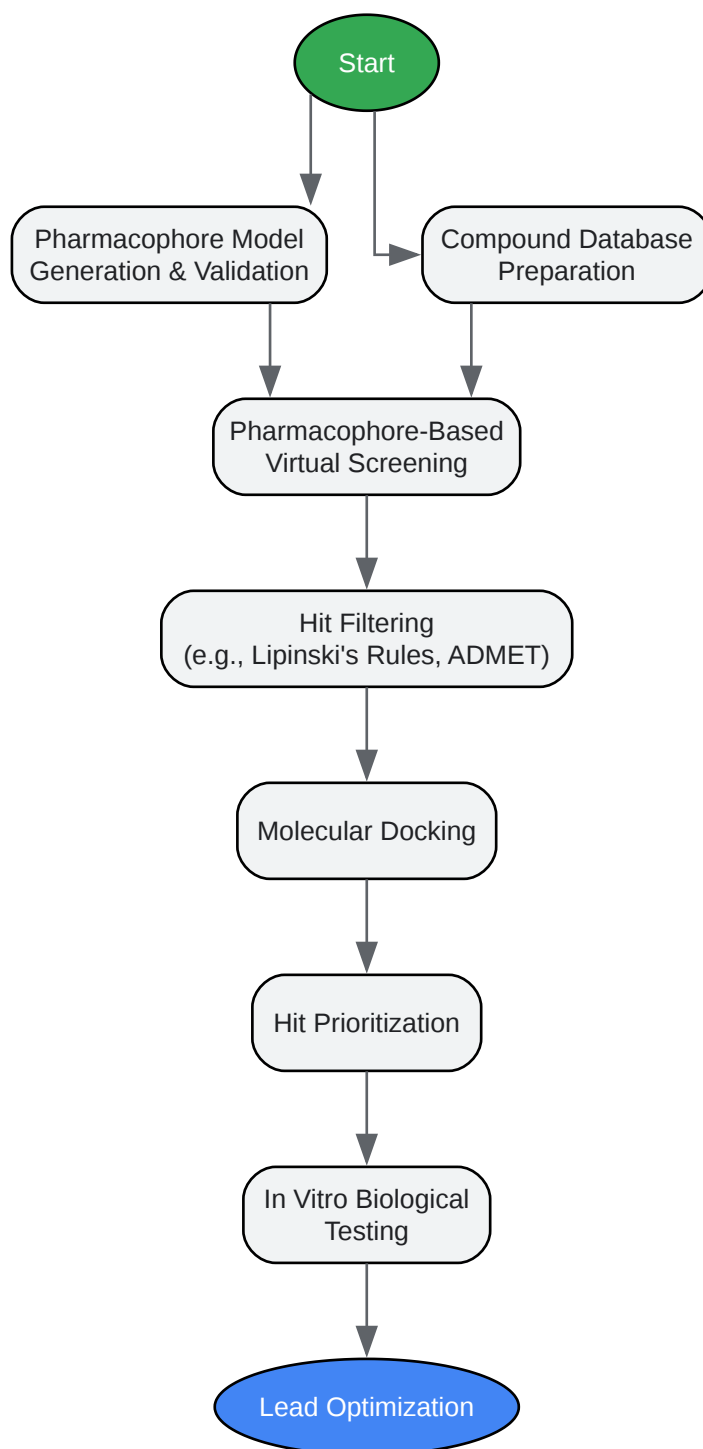 Start
Pharmacophore Model
Generation & Validation
Compound Database
Preparation
Pharmacophore-Based
Virtual Screening
Hit Filtering
(e.g., Lipinski's Rules, ADMET)
Molecular Docking
Hit Prioritization
In Vitro Biological
Testing
Lead Optimization